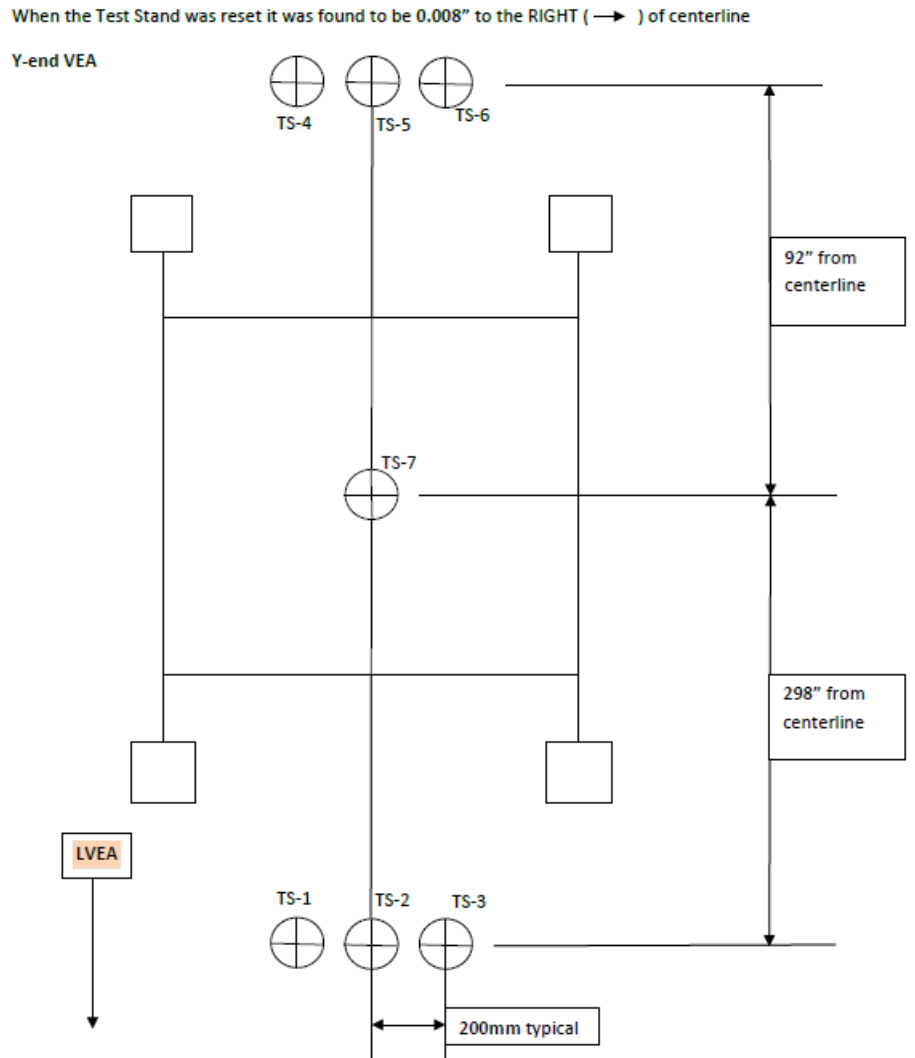 When the Test Stand was reset it was found to be 0.008” to the RIGHT ( → ) of centerline
Y-end VEA
TS-4
TS-5
TS-6
92” from
centerline
TS-7
298” from
centerline
LVEA
TS-1
TS-2
TS-3
200mm typical